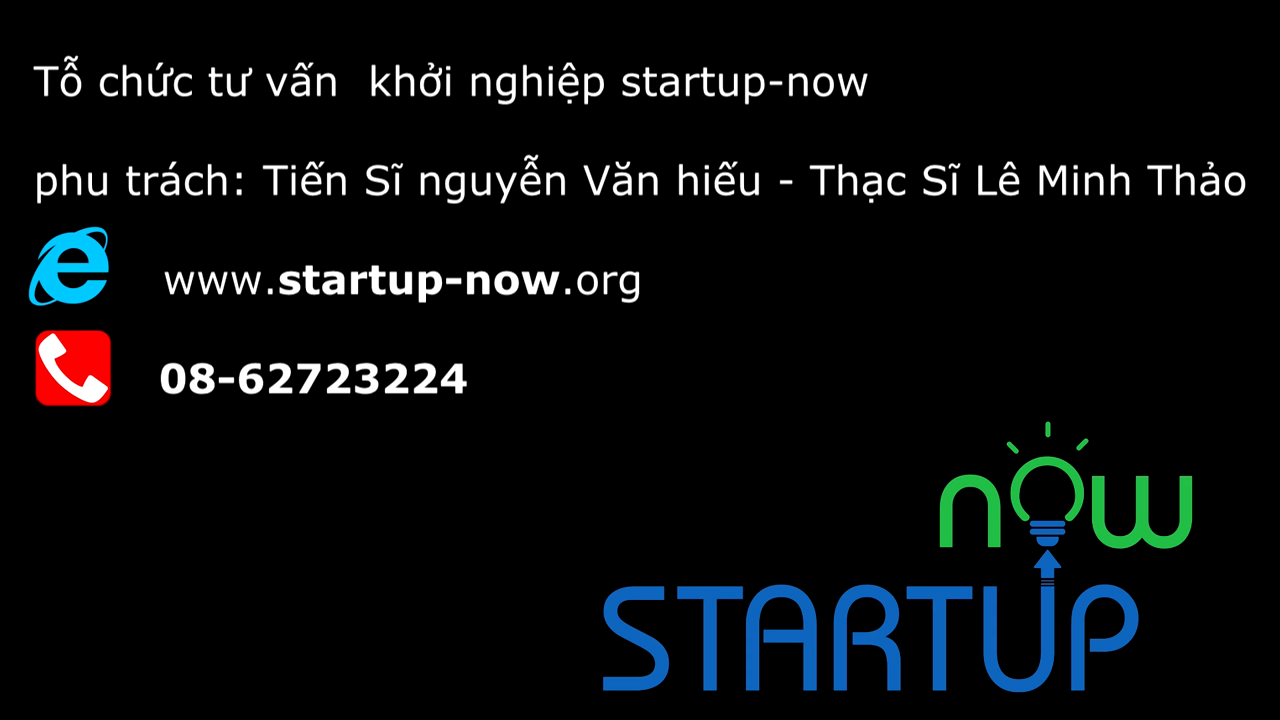 Tỗ chức tư vấn  khởi nghiệp startup-now
phu trách: Tiến Sĩ nguyễn Văn hiếu - Thạc Sĩ Lê Minh Thảo
www.startup-now.org
08-62723224
now
STARTUP